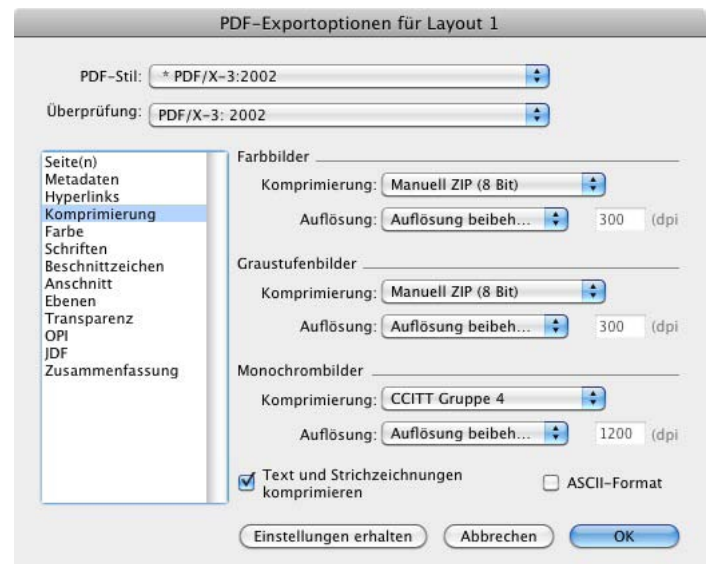 PDF-Exportoptionen für Layout 1
PDF-Stil: * PDF/X-3:2002
Überprüfung: PDF/X-3: 2002
Seite(n)
Metadaten
Hyperlinks
Komprimierung
Farbe
Schriften
Beschnittzeichen
Anschnitt
Ebenen
Transparenz
OPI
JDF
Zusammenfassung
Farbbilder
Komprimierung: Manuell ZIP (8 Bit)
Auflösung: Auflösung beibeh... 300 (dpi
Graustufenbilder
Komprimierung: Manuell ZIP (8 Bit)
Auflösung: Auflösung beibeh... 300 (dpi
Monochrombilder
Komprimierung: CCITT Gruppe 4
Auflösung: Auflösung beibeh... 1200 (dpi
Text und Strichzeichnungen
komprimieren
ASCII-Format
Einstellungen erhalten Abbrechen OK